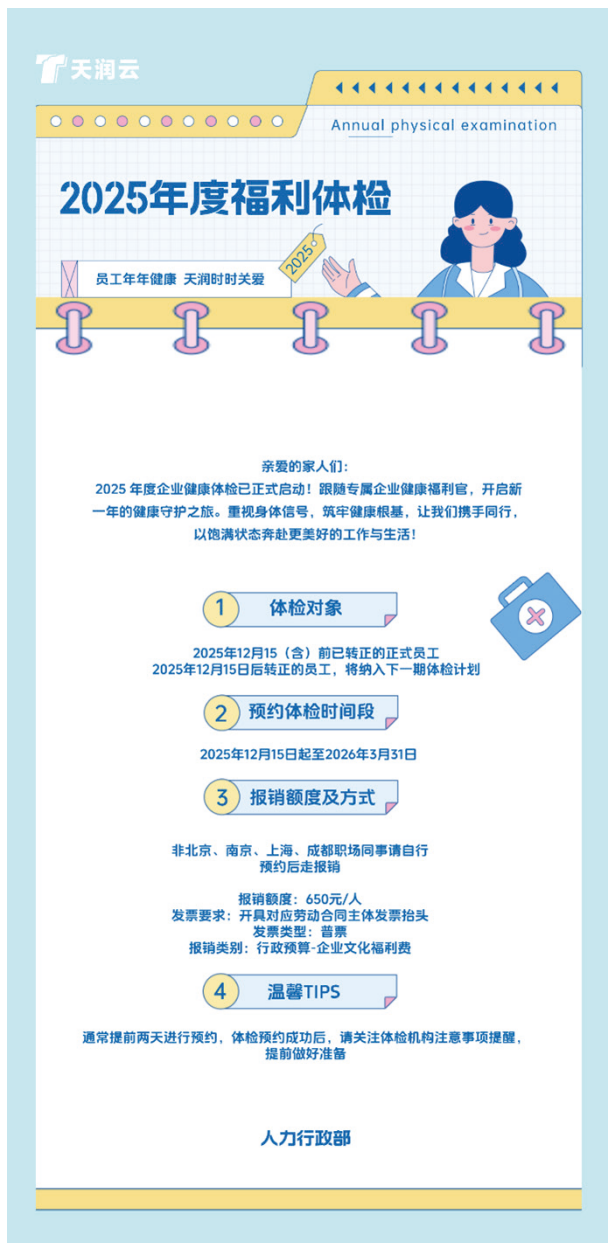 天润云
Annual physical examination
2025年度福利体检
2025
员工年年健康 天润时时关爱
亲爱的家人们：
2025 年度企业健康体检已正式启动！跟随专属企业健康福利官，开启新
一年的健康守护之旅。重视身体信号，筑牢健康根基，让我们携手同行，
以饱满状态奔赴更美好的工作与生活！
1 体检对象
2025年12月15（含）前已转正的正式员工
2025年12月15日后转正的员工，将纳入下一期体检计划
2 预约体检时间段
2025年12月15日起至2026年3月31日
3 报销额度及方式
非北京、南京、上海、成都职场同事请自行
预约后走报销
报销额度：650元/人
发票要求：开具对应劳动合同主体发票抬头
发票类型：普票
报销类别：行政预算-企业文化福利费
4 温馨TIPS
通常提前两天进行预约，体检预约成功后，请关注体检机构注意事项提醒，
提前做好准备
人力行政部